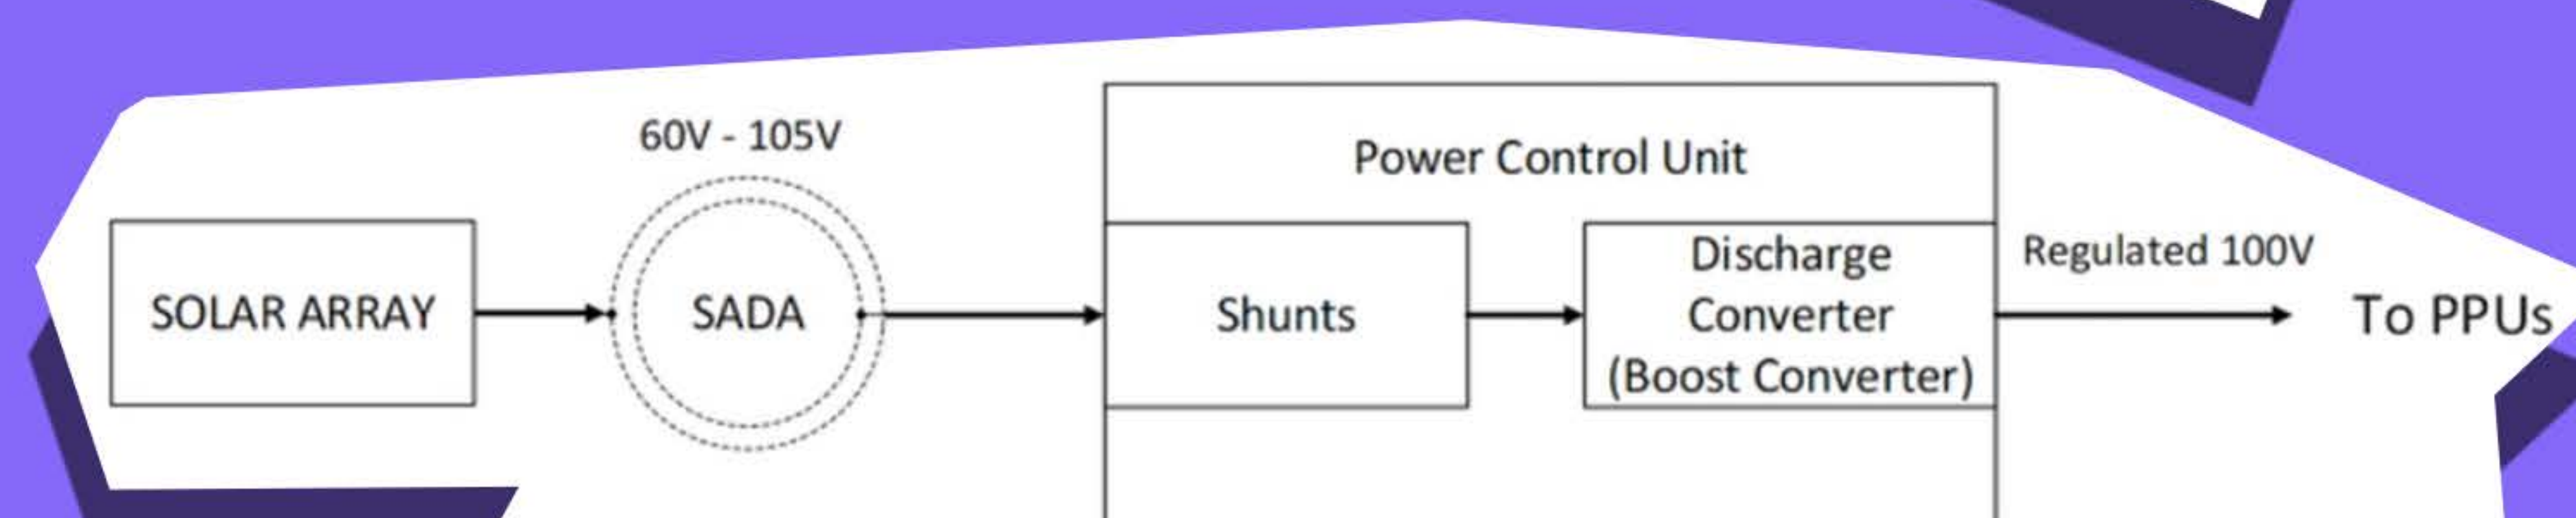 60V - 105V
Power Control Unit
SOLAR ARRAY
SADA
Shunts
Discharge
Converter
(Boost Converter)
Regulated 100V
To PPUs